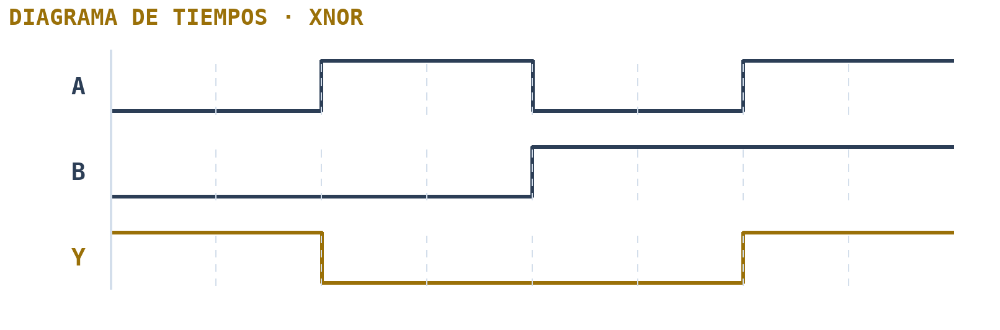 DIAGRAMA DE TIEMPOS · XNOR
A
B
Y